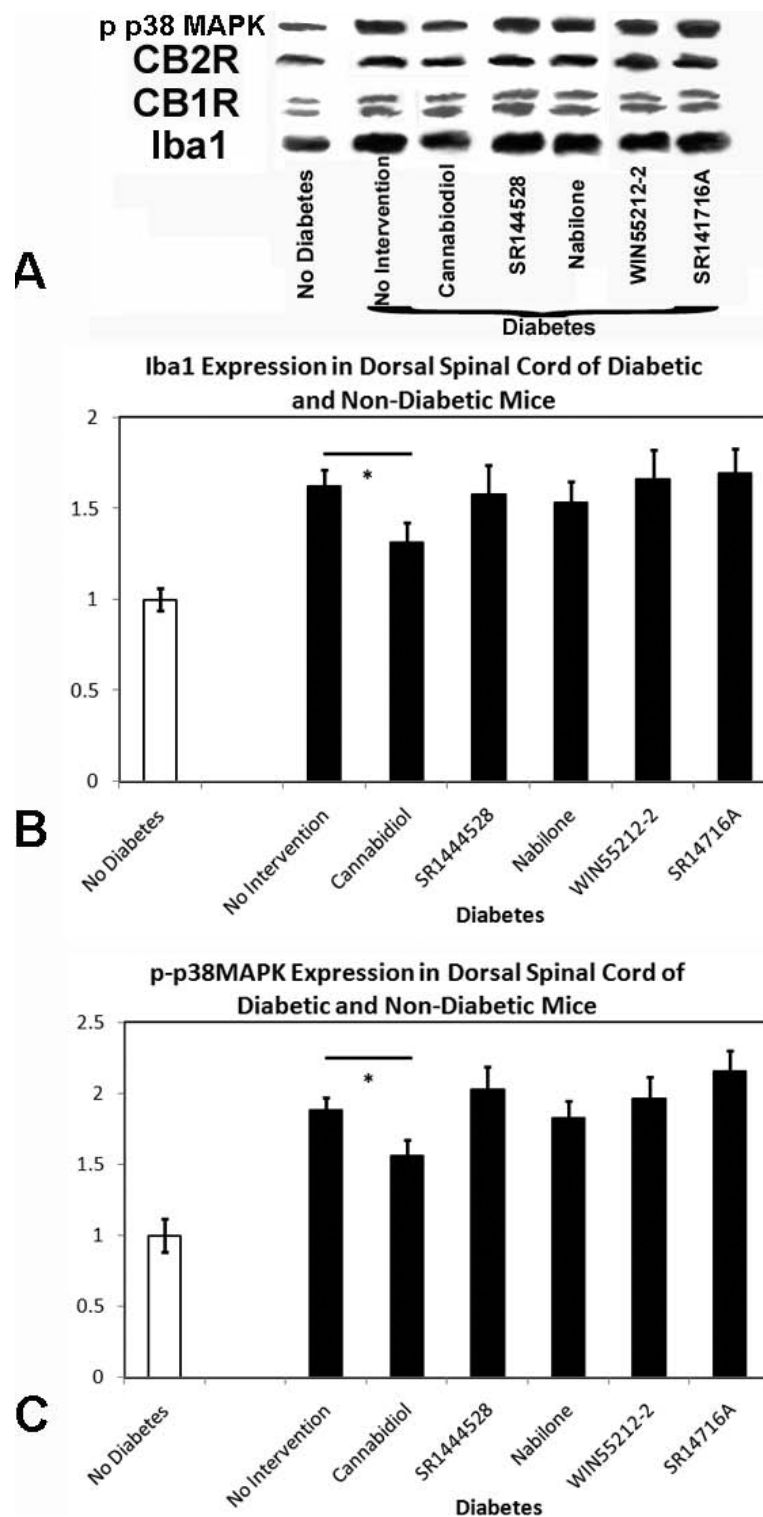 p p38 MAPK
CB2R
CB1R
Iba1
No Diabetes
No Intervention
Cannabiodiol
SR144528
Nabilone
WIN55212-2
SR141716A
Diabetes
A
Iba1 Expression in Dorsal Spinal Cord of Diabetic
and Non-Diabetic Mice
2
1.5
1
0.5
0
*
No Diabetes
No Intervention
Cannabidiol
SR1444528
Nabilone
WIN55212-2
SR14716A
Diabetes
B
p-p38MAPK Expression in Dorsal Spinal Cord of
Diabetic and Non-Diabetic Mice
2.5
2
1.5
1
0.5
0
*
No Diabetes
No Intervention
Cannabidiol
SR1444528
Nabilone
WIN55212-2
SR14716A
Diabetes
C